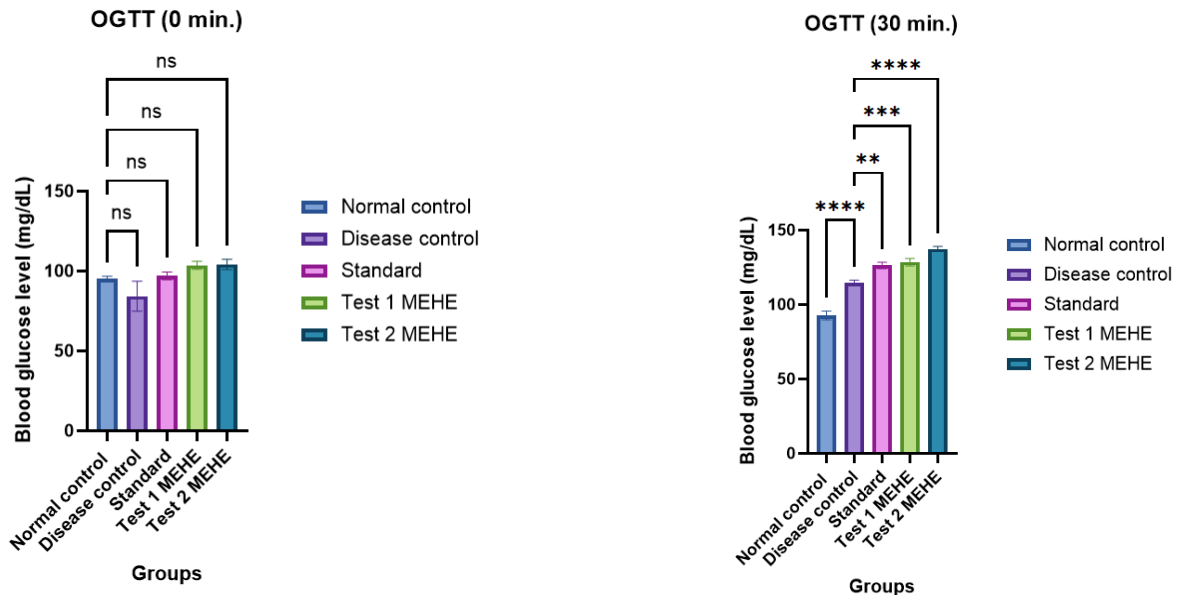 OGTT (0 min.)
ns
ns
ns
ns
Blood glucose level (mg/dL)
150
100
50
0
Normal control
Disease control
Standard
Test 1 MEHE
Test 2 MEHE
Groups
Normal control
Disease control
Standard
Test 1 MEHE
Test 2 MEHE
OGTT (30 min.)
****
***
**
****
Blood glucose level (mg/dL)
150
100
50
0
Normal control
Disease control
Standard
Test 1 MEHE
Test 2 MEHE
Groups
Normal control
Disease control
Standard
Test 1 MEHE
Test 2 MEHE